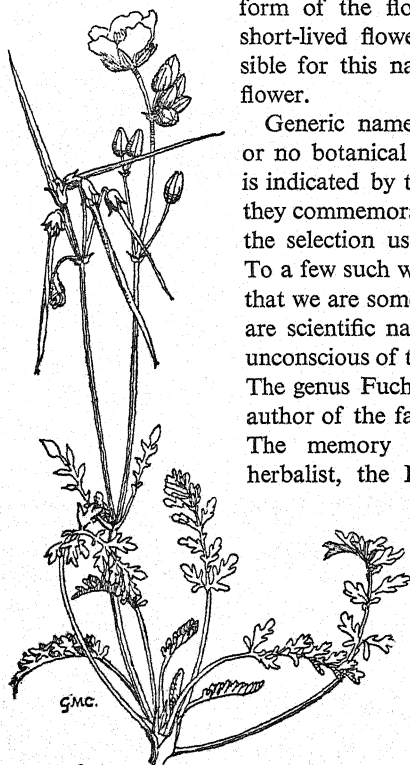 form of the flo
short-lived flowe
sible for this na
flower.
Generic name
or no botanical
is indicated by t
they commemora
the selection us
To a few such w
that we are some
are scientific na
unconscious of t
The genus Fuch
author of the fa
The memory
herbalist, the
G.M.C.